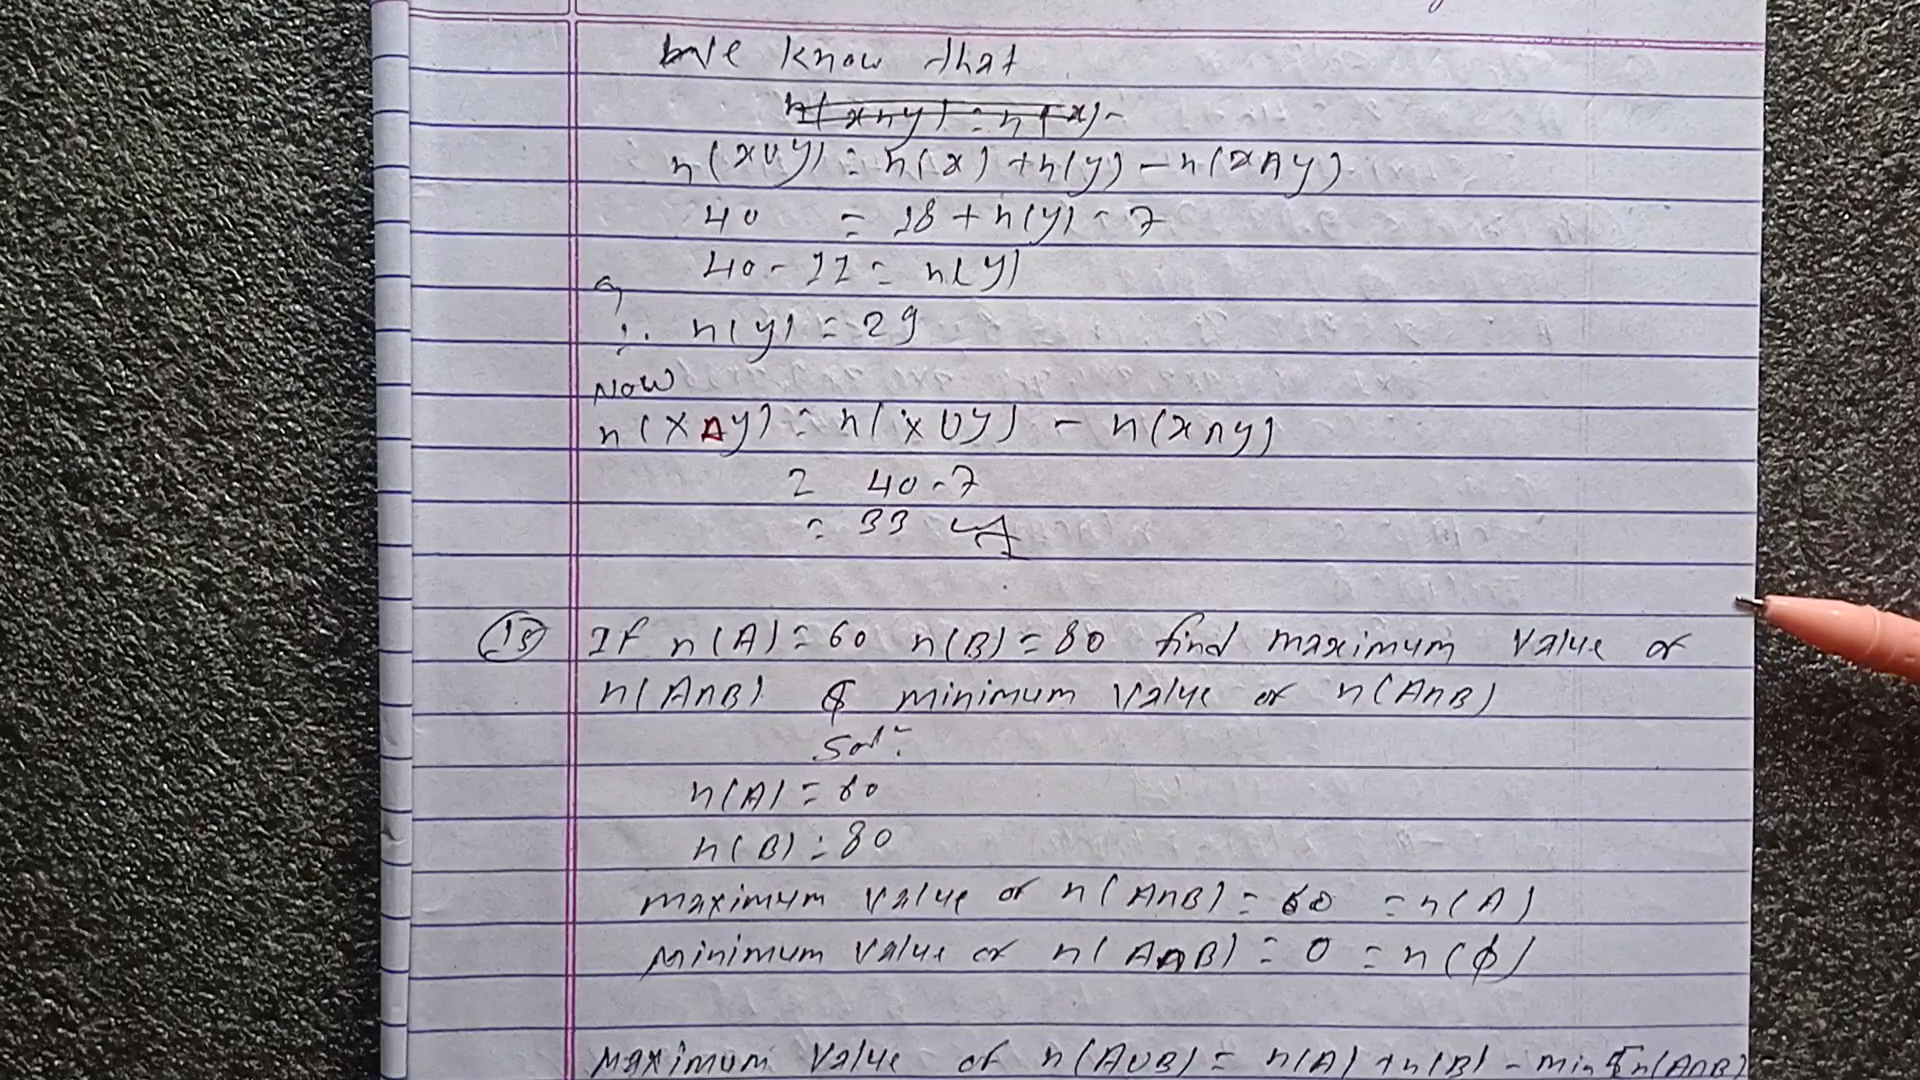 We know that
n(x∩y) = n(x) -
n(x∪y) = n(x) + n(y) - n(x∩y)
40 = 18 + n(y) - 7
40 - 11 = n(y)
∴ n(y) = 29
Now
n(X Δ y) = n(x∪y) - n(x∩y)
= 40 - 7
= 33
(15) If n(A) = 60 n(B) = 80 find maximum value of
n(A∩B) & minimum value of n(A∩B)
Solⁿ:
n(A) = 60
n(B) = 80
maximum value of n(A∩B) = 60 = n(A)
Minimum value of n(A∩B) = 0 = n(ϕ)
Maximum value of n(A∪B) = n(A) + n(B) - min {n(A∩B)